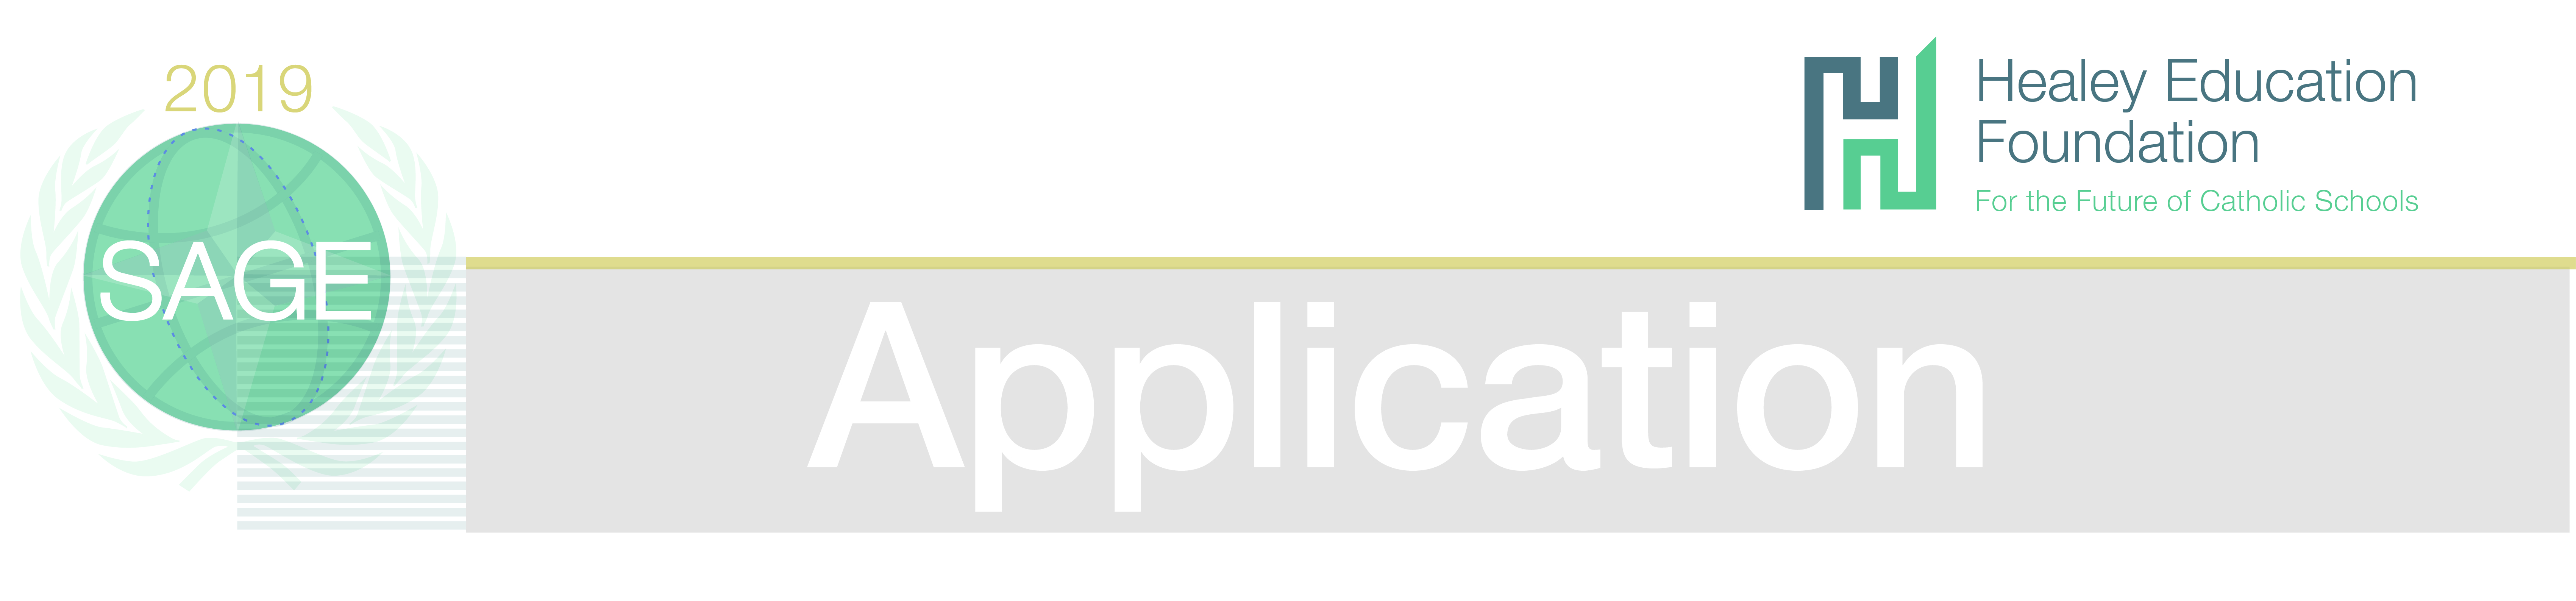 2019
SAGE
Healey Education
Foundation
For the Future of Catholic Schools
Application